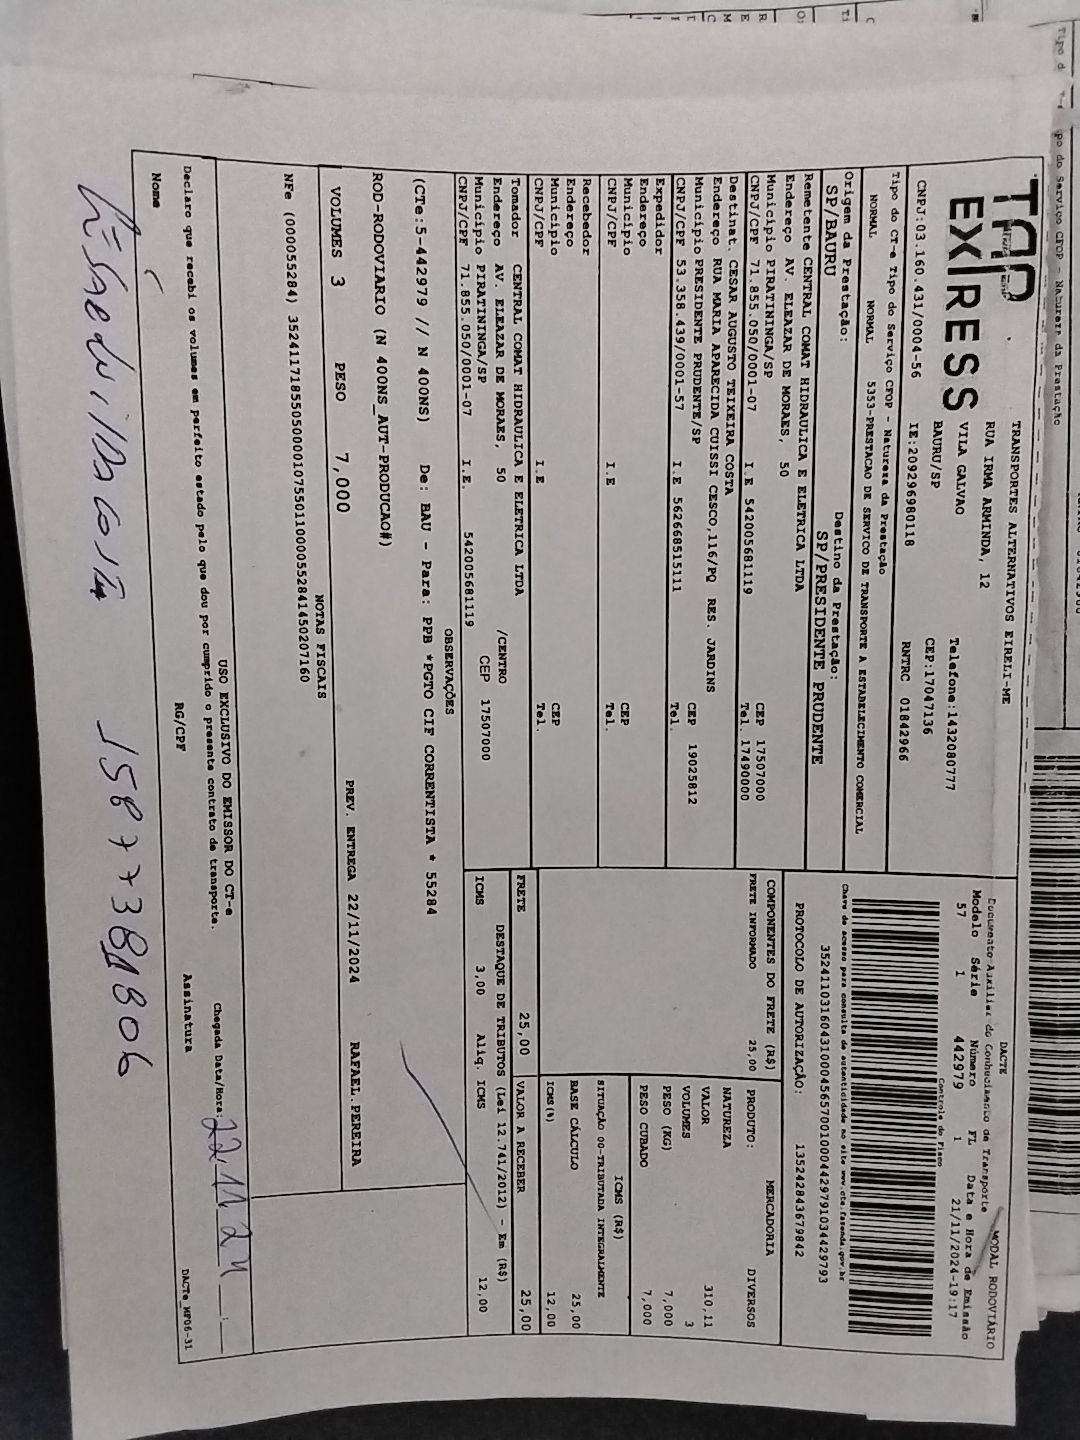 TAP
EX/RESS
TRANSPORTES ALTERNATIVOS EIRELI-ME
RUA IRMA ARMINDA, 12
VILA GALVAO
BAURU/SP
Telefone:1432080777
CEP:17047136
CNPJ:03.160.431/0004-56
IE:209296980118
RNTRC 01842966
DACTE
MODAL RODOVIÁRIO
Documento Auxiliar do Conhecimento de Transporte
Modelo Série Número FL Data e Hora de Emissão
57 1 442979 1 21/11/2024-19:17
Controle do Fisco
Chave de acesso para consulta de autenticidade no site www.cte.fazenda.gov.br
PROTOCOLO DE AUTORIZAÇÃO: 135242843679842
Tipo do CT-e Tipo do Serviço CFOP - Natureza da Prestação
NORMAL NORMAL 5353-PRESTACAO DE SERVICO DE TRANSPORTE A ESTABELECIMENTO COMERCIAL
Origem da Prestação: Destino da Prestação:
SP/BAURU SP/PRESIDENTE PRUDENTE
Remetente CENTRAL COMAT HIDRAULICA E ELETRICA LTDA
Endereço AV. ELEAZAR DE MORAES, 50
Município PIRATININGA/SP CEP 17507000
CNPJ/CPF 71.855.050/0001-07 I.E 542005681119 Tel. 17490000
Destinat. CESAR AUGUSTO TEIXEIRA COSTA
Endereço RUA MARIA APARECIDA CUISSI CESCO,116/PQ RES. JARDINS
Município PRESIDENTE PRUDENTE/SP CEP 19025812
CNPJ/CPF 53.358.439/0001-57 I.E 562668515111 Tel.
Expedidor
Endereço
Município CEP
CNPJ/CPF I.E Tel.
Recebedor
Endereço
Município CEP
CNPJ/CPF I.E Tel.
Tomador CENTRAL COMAT HIDRAULICA E ELETRICA LTDA
Endereço AV. ELEAZAR DE MORAES, 50 /CENTRO
Município PIRATININGA/SP CEP 17507000
CNPJ/CPF 71.855.050/0001-07 I.E. 542005681119
COMPONENTES DO FRETE (R$)
FRETE INFORMADO 25,00
PRODUTO: MERCADORIA
NATUREZA DIVERSOS
VALOR 310,11
VOLUMES 3
PESO (KG) 7,000
PESO CUBADO 7,000
ICMS (R$)
SITUAÇÃO 00-TRIBUTADA INTEGRALMENTE
BASE CÁLCULO 25,00
ICMS(%) 12,00
FRETE 25,00 VALOR A RECEBER 25,00
DESTAQUE DE TRIBUTOS (Lei 12.741/2012) - Em (R$)
ICMS 3,00 Aliq. ICMS 12,00
OBSERVAÇÕES
(CTe:5-442979 // N 400NS) De: BAU - Para: PPB *PGTO CIF CORRENTISTA * 55284
ROD-RODOVIARIO (N 400NS_AUT-PRODUCAO#)
VOLUMES 3 PESO 7,000 PREV. ENTREGA 22/11/2024 RAFAEL.PEREIRA
NOTAS FISCAIS
USO EXCLUSIVO DO EMISSOR DO CT-e
Declaro que recebi os volumes em perfeito estado pelo que dou por cumprido o presente contrato de transporte.
Chegada Data/Hora: 22 11 24
Nome RG/CPF Assinatura
DACTe_MF06-31